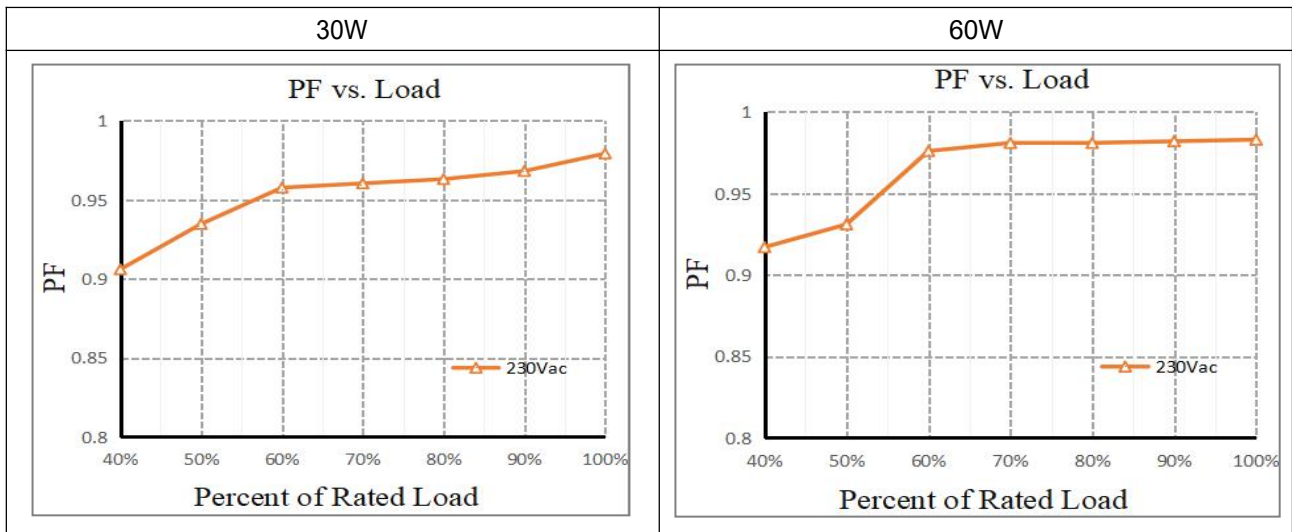 30W
60W
PF vs. Load
1
0.95
0.9
0.85
0.8
PF
230Vac
40% 50% 60% 70% 80% 90% 100%
Percent of Rated Load
PF vs. Load
1
0.95
0.9
0.85
0.8
PF
230Vac
40% 50% 60% 70% 80% 90% 100%
Percent of Rated Load